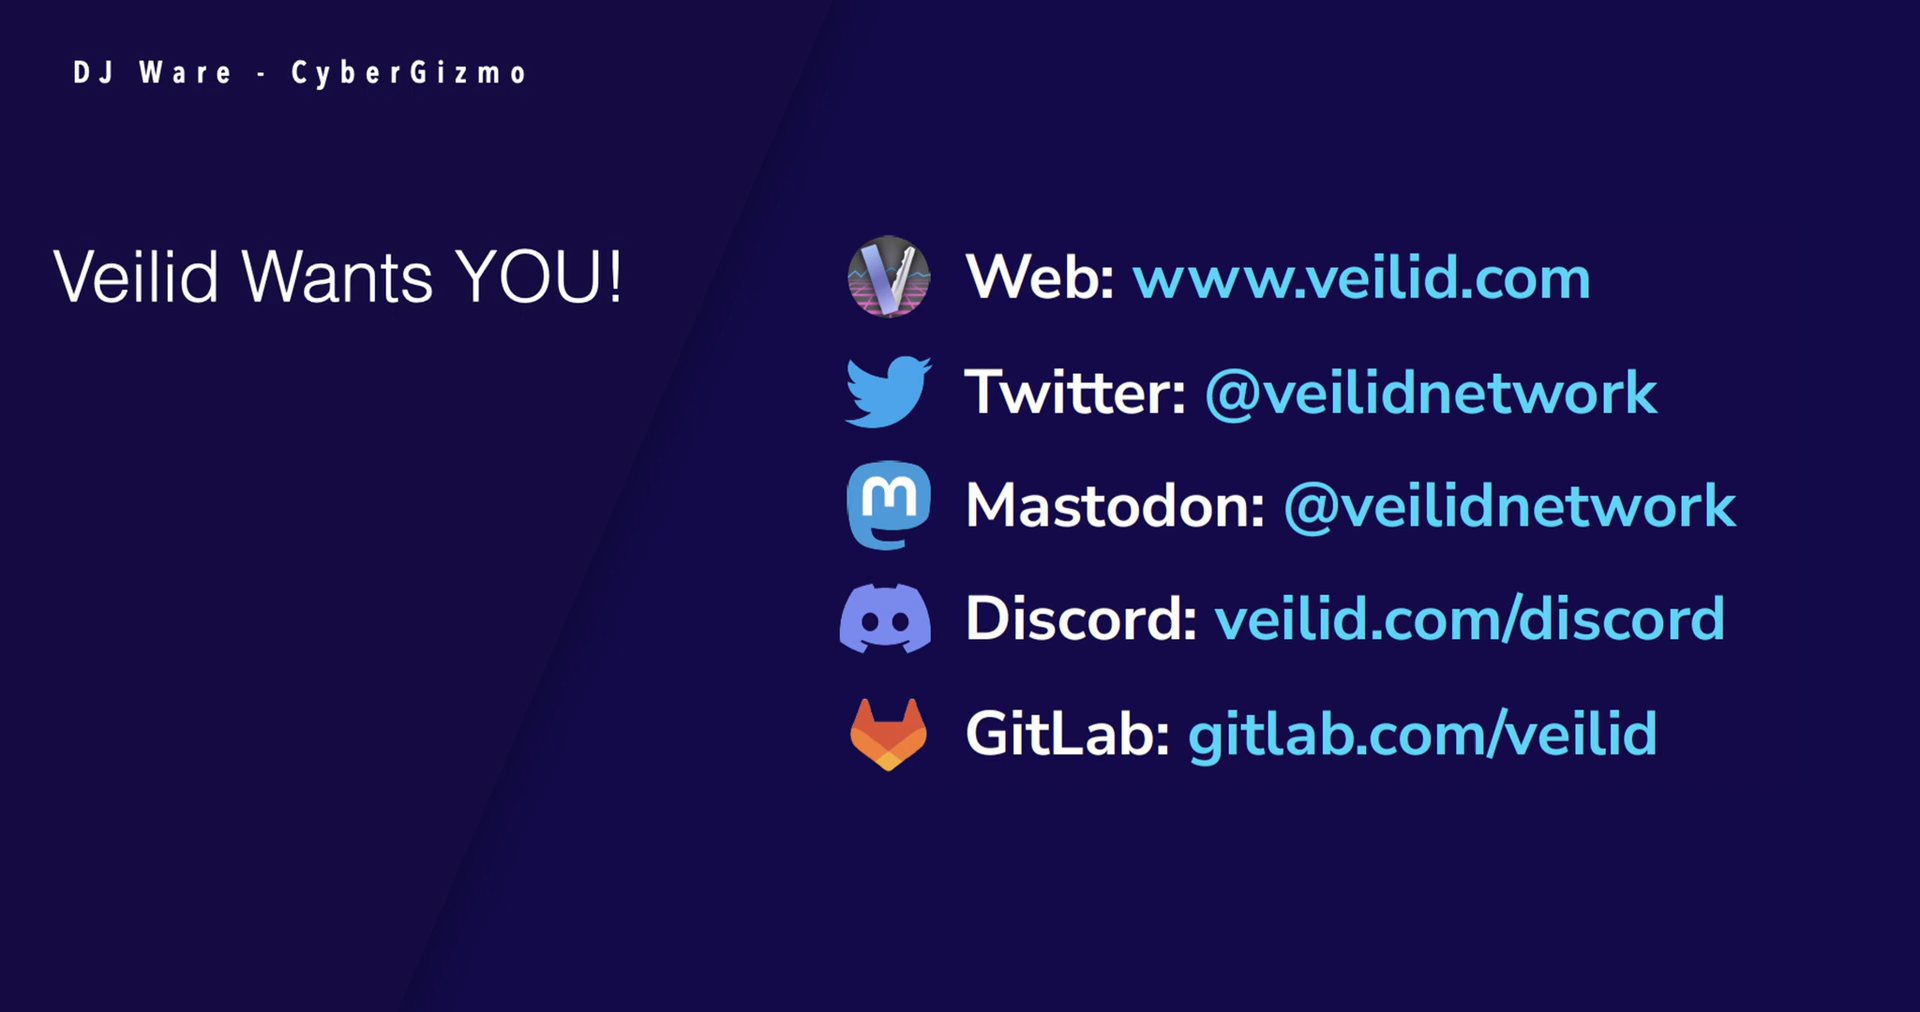 DJ Ware - CyberGizmo
Veilid Wants YOU!
Web: www.veilid.com
Twitter: @veilidnetwork
Mastodon: @veilidnetwork
Discord: veilid.com/discord
GitLab: gitlab.com/veilid